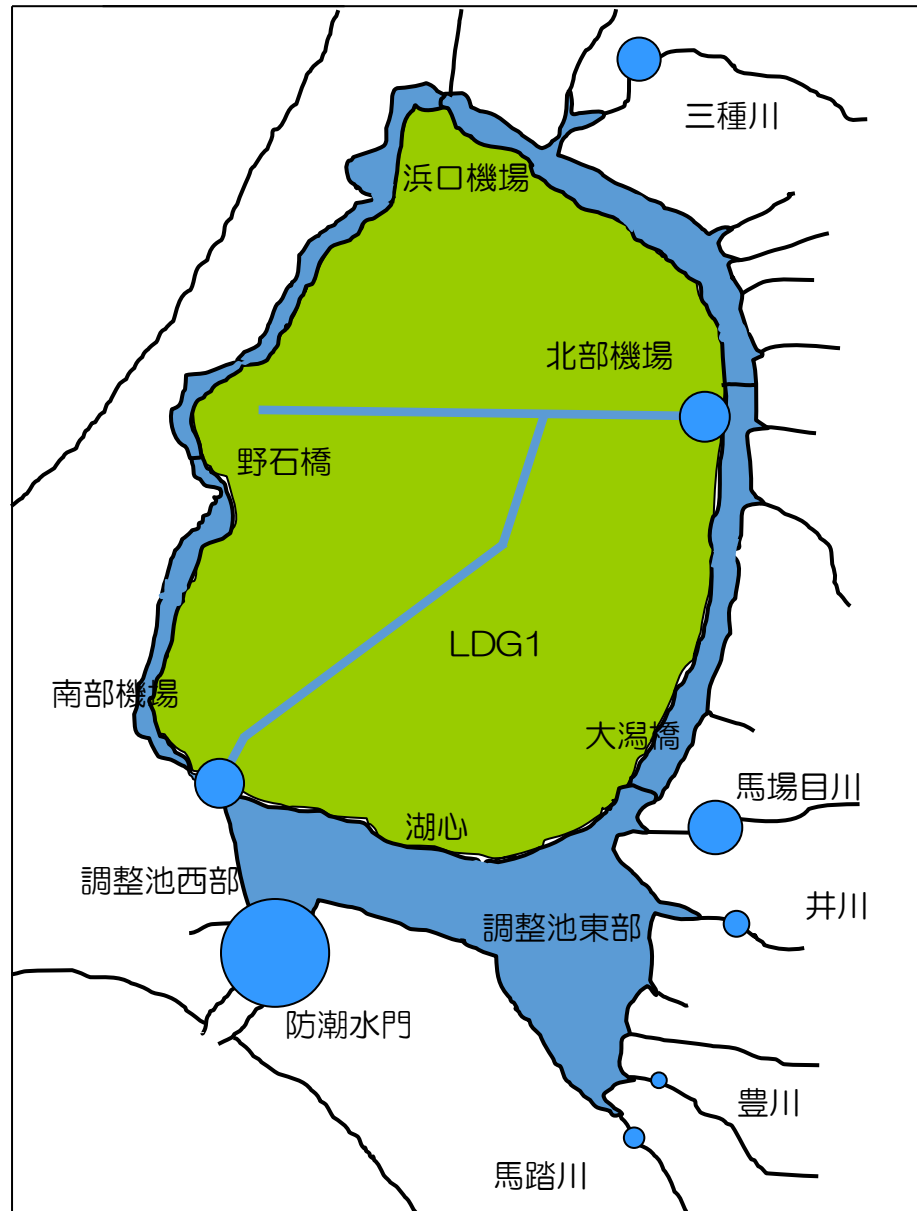 三種川
浜口機場
北部機場
野石橋
LDG1
南部機場
大潟橋
馬場目川
湖心
調整池西部
井川
調整池東部
防潮水門
豊川
馬踏川